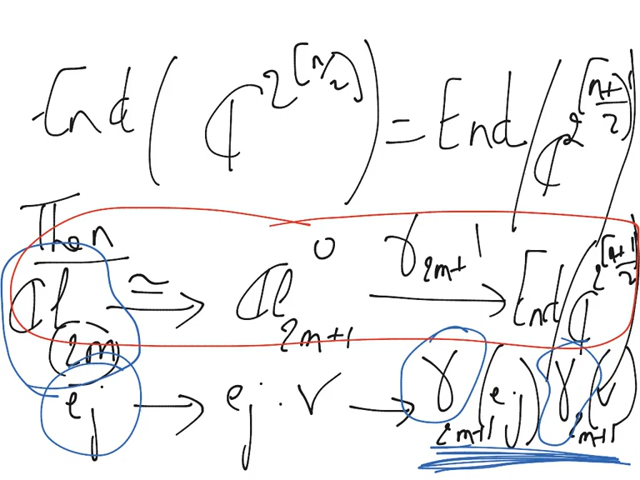 End(ℂ^{2^{[n/2]}}) = End(ℂ^{2^{[(n+1)/2]}})
Then
ℂl_{2m} ≃→ ℂl^0_{2m+1} —γ_{2m+1}→ End(ℂ^{2^{[(n+1)/2]}})
e_j → e_j · v → γ_{2m+1}(e_j) γ_{2m+1}(v)